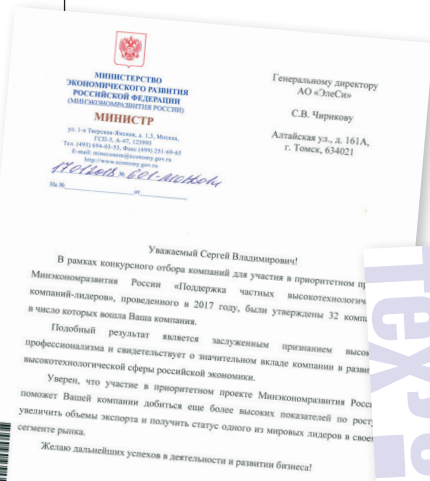 МИНИСТЕРСТВО
ЭКОНОМИЧЕСКОГО РАЗВИТИЯ
РОССИЙСКОЙ ФЕДЕРАЦИИ
(МИНЭКОНОМРАЗВИТИЯ РОССИИ)
МИНИСТР
ул. 1-я Тверская-Ямская, д. 1,3, Москва,
ГСП-3, А-47, 125993
Тел. (495) 694-03-53, Факс (499) 251-69-65
E-mail: mineconom@economy.gov.ru
http://www.economy.gov.ru
На № от
Генеральному директору
АО «ЭлеСи»
С.В. Чирикову
Алтайская ул., д. 161А,
г. Томск, 634021
Уважаемый Сергей Владимирович!
В рамках конкурсного отбора компаний для участия в приоритетном
Минэкономразвития России «Поддержка частных высокотехнологич
компаний-лидеров», проведенного в 2017 году, были утверждены 32 комп
в число которых вошла Ваша компания.
Подобный результат является заслуженным признанием высок
профессионализма и свидетельствует о значительном вкладе компании в развит
высокотехнологической сферы российской экономики.
Уверен, что участие в приоритетном проекте Минэкономразвития Росс
поможет Вашей компании добиться еще более высоких показателей по рост
увеличить объемы экспорта и получить статус одного из мировых лидеров в свое
сегменте рынка.
Желаю дальнейших успехов в деятельности и развитии бизнеса!